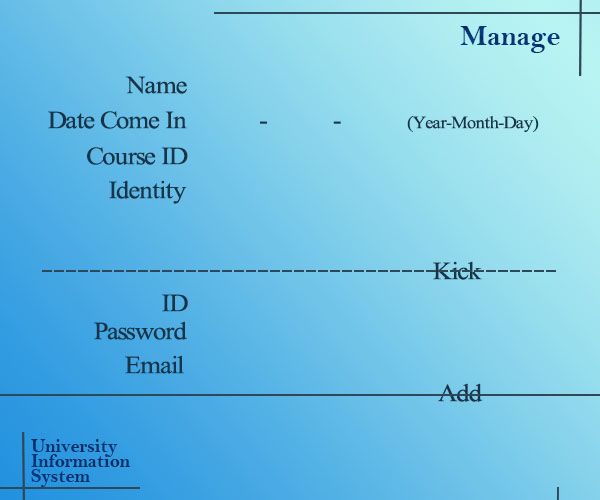 Manage
Name
Date Come In - - (Year-Month-Day)
Course ID
Identity
Kick
ID
Password
Email
Add
University
Information
System